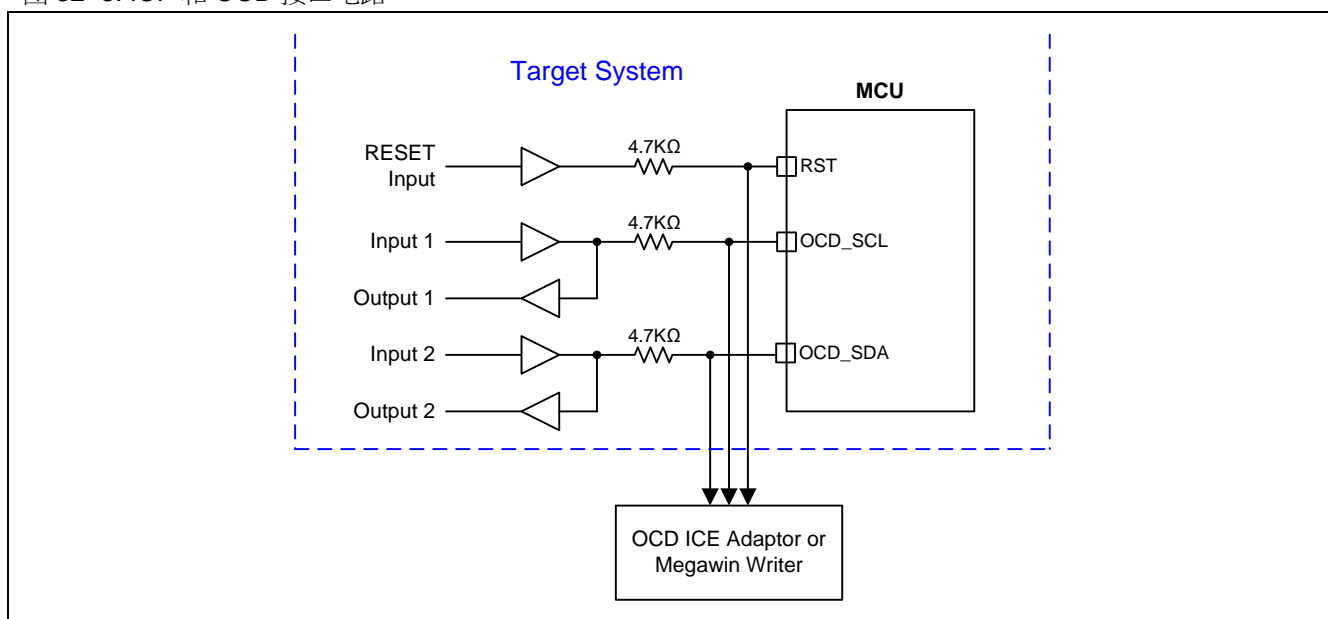 Target System
MCU
RESET
Input
4.7KΩ
RST
Input 1
4.7KΩ
OCD_SCL
Output 1
Input 2
4.7KΩ
OCD_SDA
Output 2
OCD ICE Adaptor or
Megawin Writer